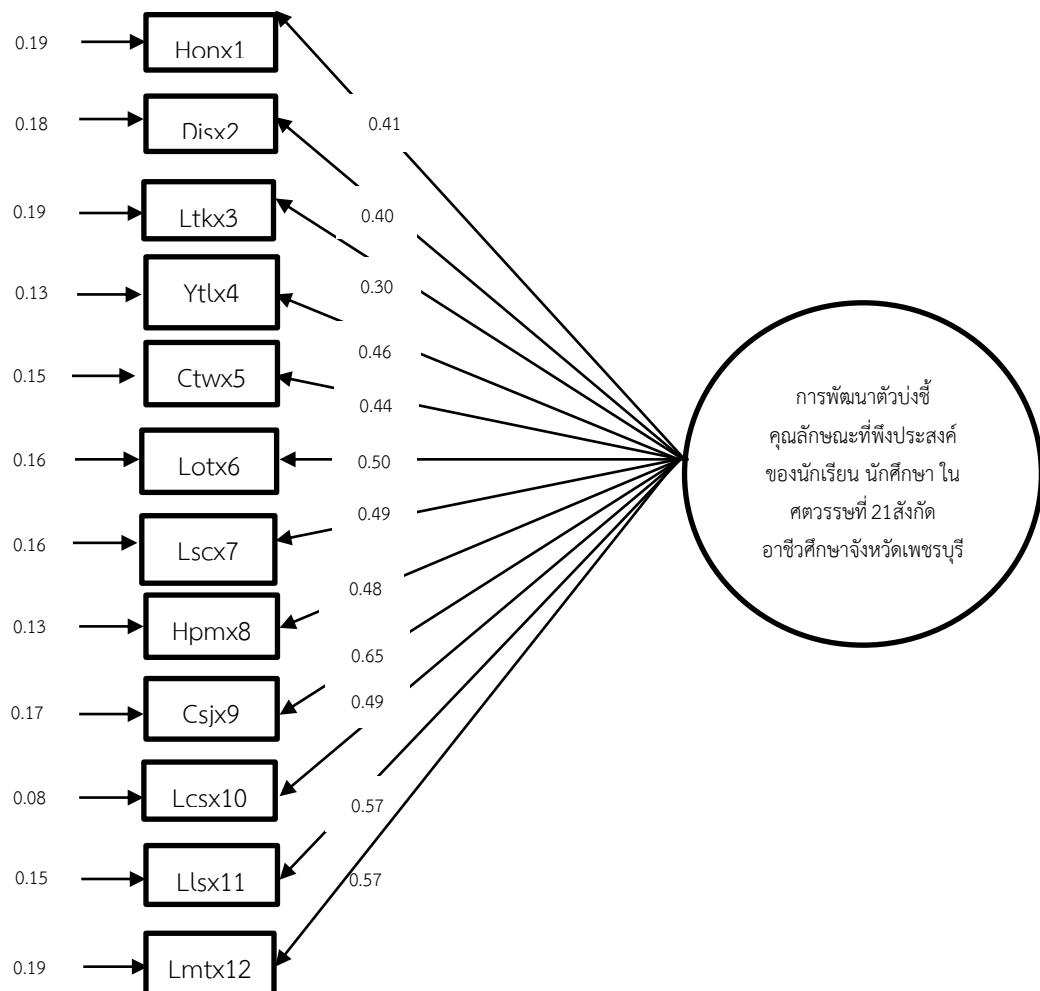 0.19 Honx1 0.41
0.18 Disx2 0.40
0.19 Ltkx3 0.30
0.13 Ytlx4 0.46
0.15 Ctwx5 0.44
0.16 Lotx6 0.50
0.16 Lscx7 0.49
0.13 Hpmx8 0.48
0.17 Csjx9 0.65
0.08 Lcsx10 0.49
0.15 Llsx11 0.57
0.19 Lmtx12 0.57
การพัฒนาตัวบ่งชี้
คุณลักษณะที่พึงประสงค์
ของนักเรียน นักศึกษา ใน
ศตวรรษที่ 21สังกัด
อาชีวศึกษาจังหวัดเพชรบุรี